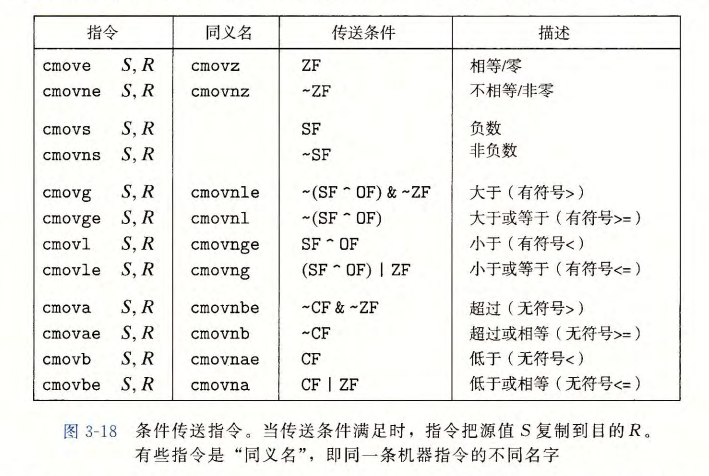 指令 同义名 传送条件 描述
cmove S, R cmovz ZF 相等/零
cmovne S, R cmovnz ~ZF 不相等/非零
cmovs S, R SF 负数
cmovns S, R ~SF 非负数
cmovg S, R cmovnle ~(SF ^ OF) & ~ZF 大于（有符号>）
cmovge S, R cmovnl ~(SF ^ OF) 大于或等于（有符号>=）
cmovl S, R cmovnge SF ^ OF 小于（有符号<）
cmovle S, R cmovng (SF ^ OF) | ZF 小于或等于（有符号<=）
cmova S, R cmovnbe ~CF & ~ZF 超过（无符号>）
cmovae S, R cmovnb ~CF 超过或相等（无符号>=）
cmovb S, R cmovnae CF 低于（无符号<）
cmovbe S, R cmovna CF | ZF 低于或相等（无符号<=）
图 3-18 条件传送指令。当传送条件满足时，指令把源值 S 复制到目的 R。
有些指令是“同义名”，即同一条机器指令的不同名字